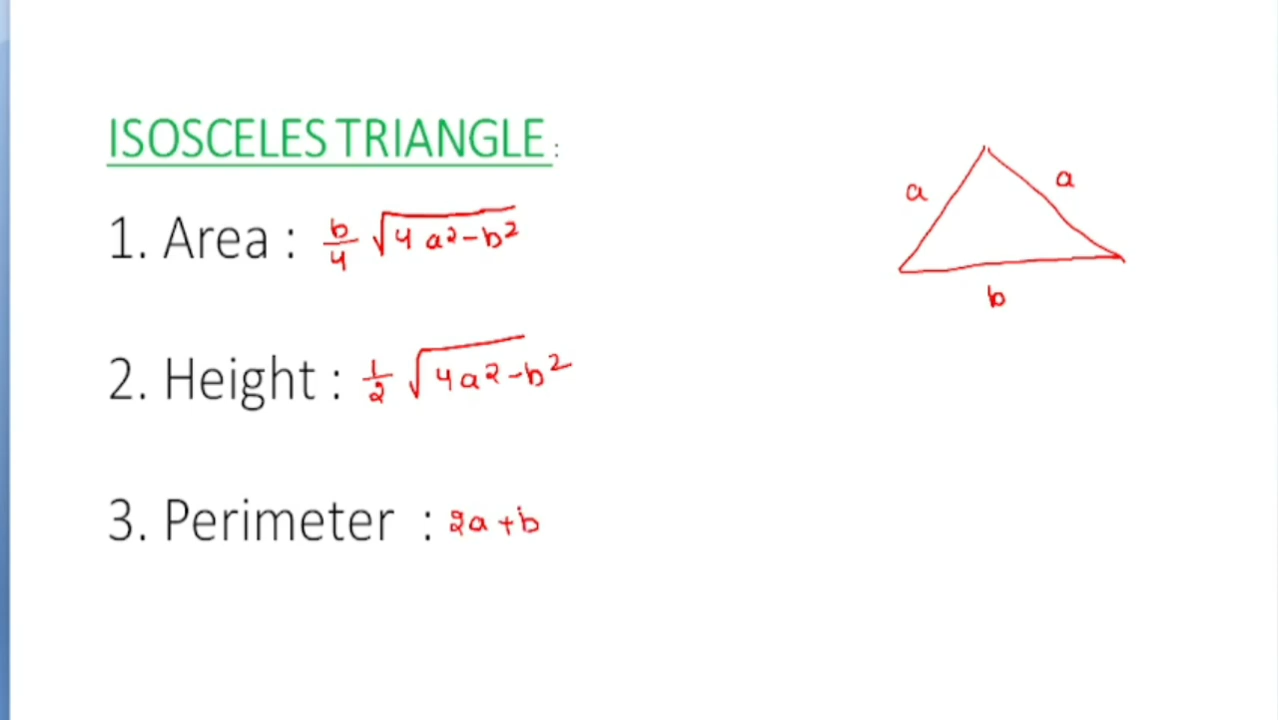 ISOSCELES TRIANGLE :
1. Area : b/4 √(4a²-b²)
a
a
b
2. Height : 1/2 √(4a²-b²)
3. Perimeter : 2a+b